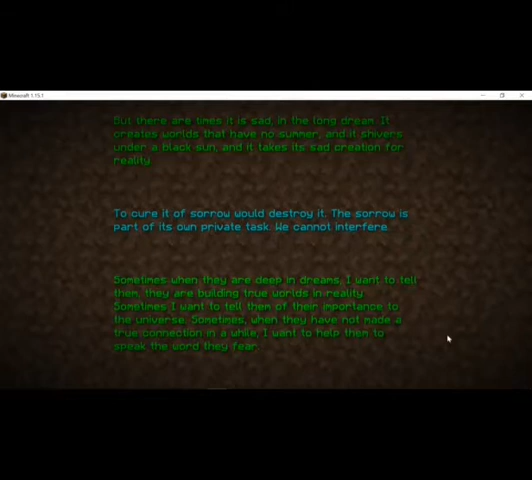 Minecraft 1.15.1
But there are times it is sad, in the long dream. It
creates worlds that have no summer, and it shivers
under a black sun, and it takes its sad creation for
reality.
To cure it of sorrow would destroy it. The sorrow is
part of its own private task. We cannot interfere.
Sometimes when they are deep in dreams, I want to tell
them, they are building true worlds in reality.
Sometimes I want to tell them of their importance to
the universe. Sometimes, when they have not made a
true connection in a while, I want to help them to
speak the word they fear.